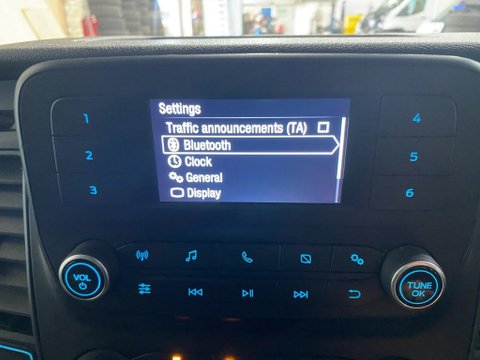 Settings
Traffic announcements (TA)
Bluetooth
Clock
General
Display
1
2
3
4
5
6
VOL
TUNE
OK